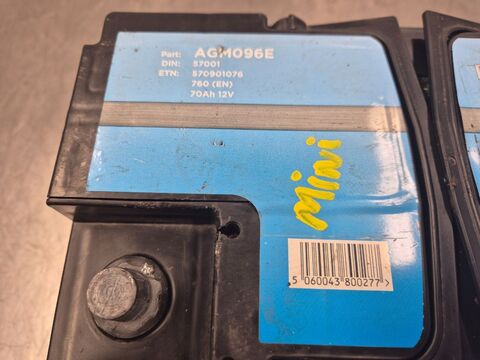 Part: AGM096E
DIN: 57001
ETN: 570901076
760 (EN)
70Ah 12V
mini
5 060043 800277 >